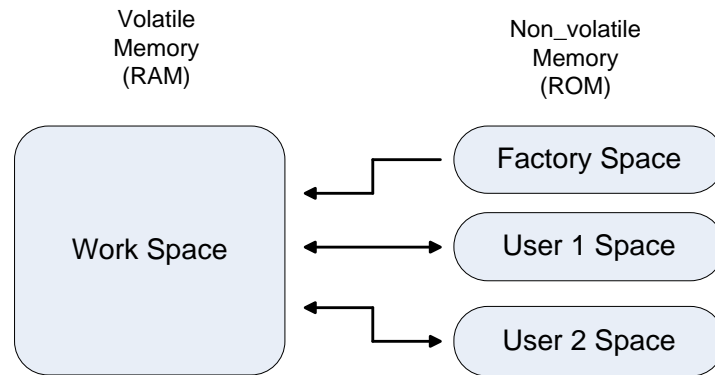 Volatile
Memory
(RAM)
Non_volatile
Memory
(ROM)
Work Space
Factory Space
User 1 Space
User 2 Space